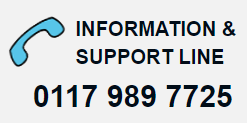 INFORMATION &
SUPPORT LINE
0117 989 7725